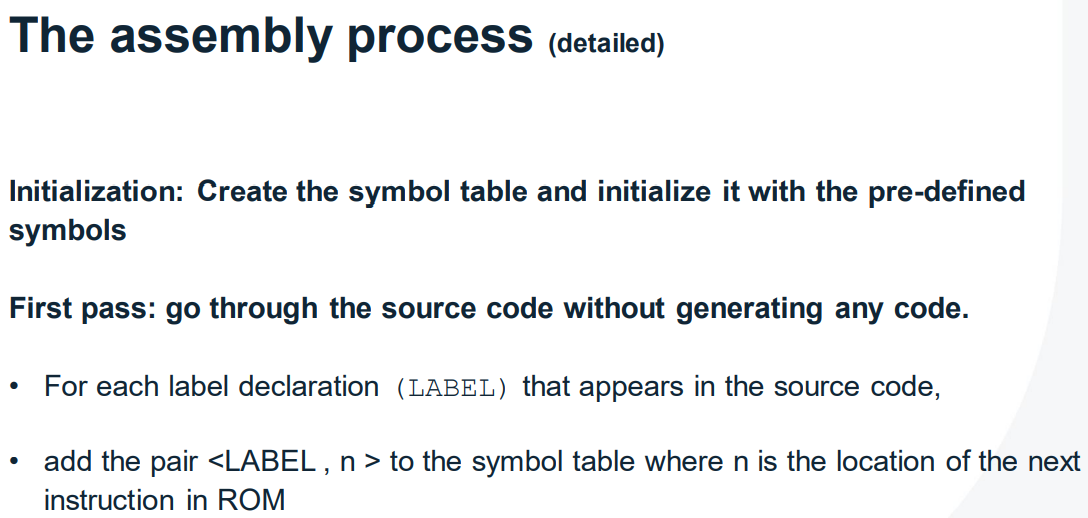 The assembly process (detailed)
Initialization: Create the symbol table and initialize it with the pre-defined
symbols
First pass: go through the source code without generating any code.
• For each label declaration (LABEL) that appears in the source code,
• add the pair <LABEL , n > to the symbol table where n is the location of the next
instruction in ROM